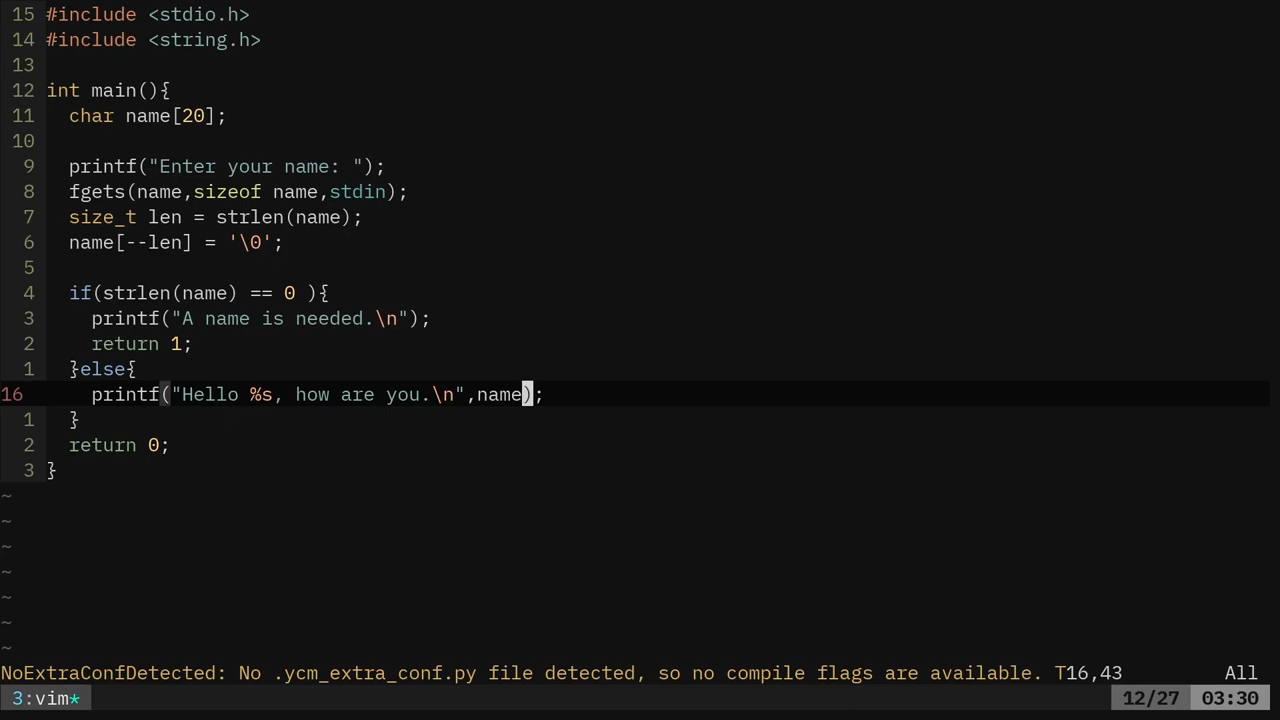 15 #include <stdio.h>
14 #include <string.h>
13
12 int main(){
11   char name[20];
10
 9   printf("Enter your name: ");
 8   fgets(name,sizeof name,stdin);
 7   size_t len = strlen(name);
 6   name[--len] = '\0';
 5
 4   if(strlen(name) == 0 ){
 3     printf("A name is needed.\n");
 2     return 1;
 1   }else{
16     printf("Hello %s, how are you.\n",name);
 1   }
 2   return 0;
 3 }
~
~
~
~
~
~
~
NoExtraConfDetected: No .ycm_extra_conf.py file detected, so no compile flags are available. T16,43 All
3:vim* 12/27 03:30